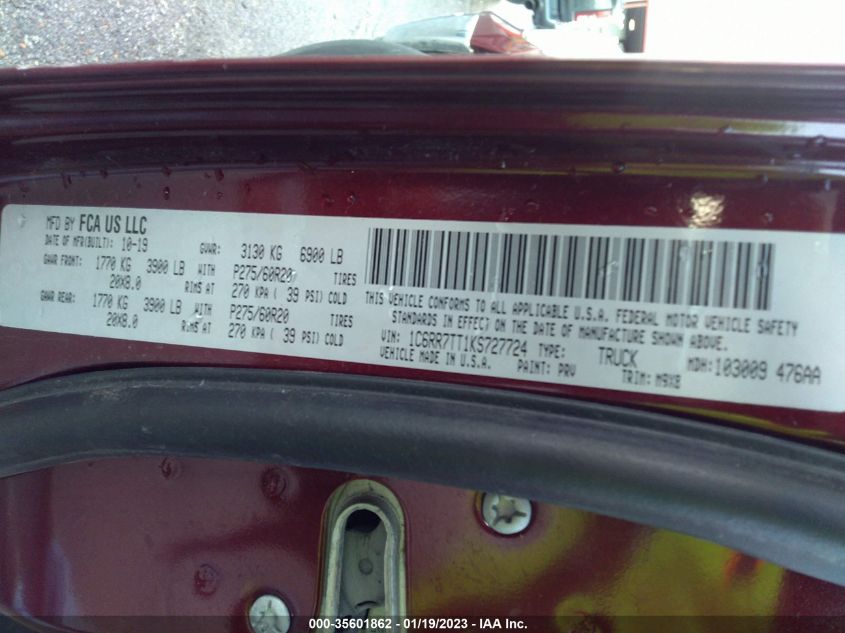 MFD BY FCA US LLC
DATE OF MFR(BUILT): 10-19 GVWR: 3130 KG 6900 LB
GAWR FRONT: 1770 KG 3900 LB WITH P275/60R20 TIRES
20X8.0 RIMS AT 270 KPA ( 39 PSI) COLD
GAWR REAR: 1770 KG 3900 LB WITH P275/60R20 TIRES
20X8.0 RIMS AT 270 KPA ( 39 PSI) COLD
THIS VEHICLE CONFORMS TO ALL APPLICABLE U.S.A. FEDERAL MOTOR VEHICLE SAFETY
STANDARDS IN EFFECT ON THE DATE OF MANUFACTURE SHOWN ABOVE.
VIN: 1C6RR7TT1KS727724 TYPE: TRUCK
VEHICLE MADE IN U.S.A. PAINT: PRV TRIM: M9X8 MDH: 103009 476AA
000-35601862 - 01/19/2023 - IAA Inc.